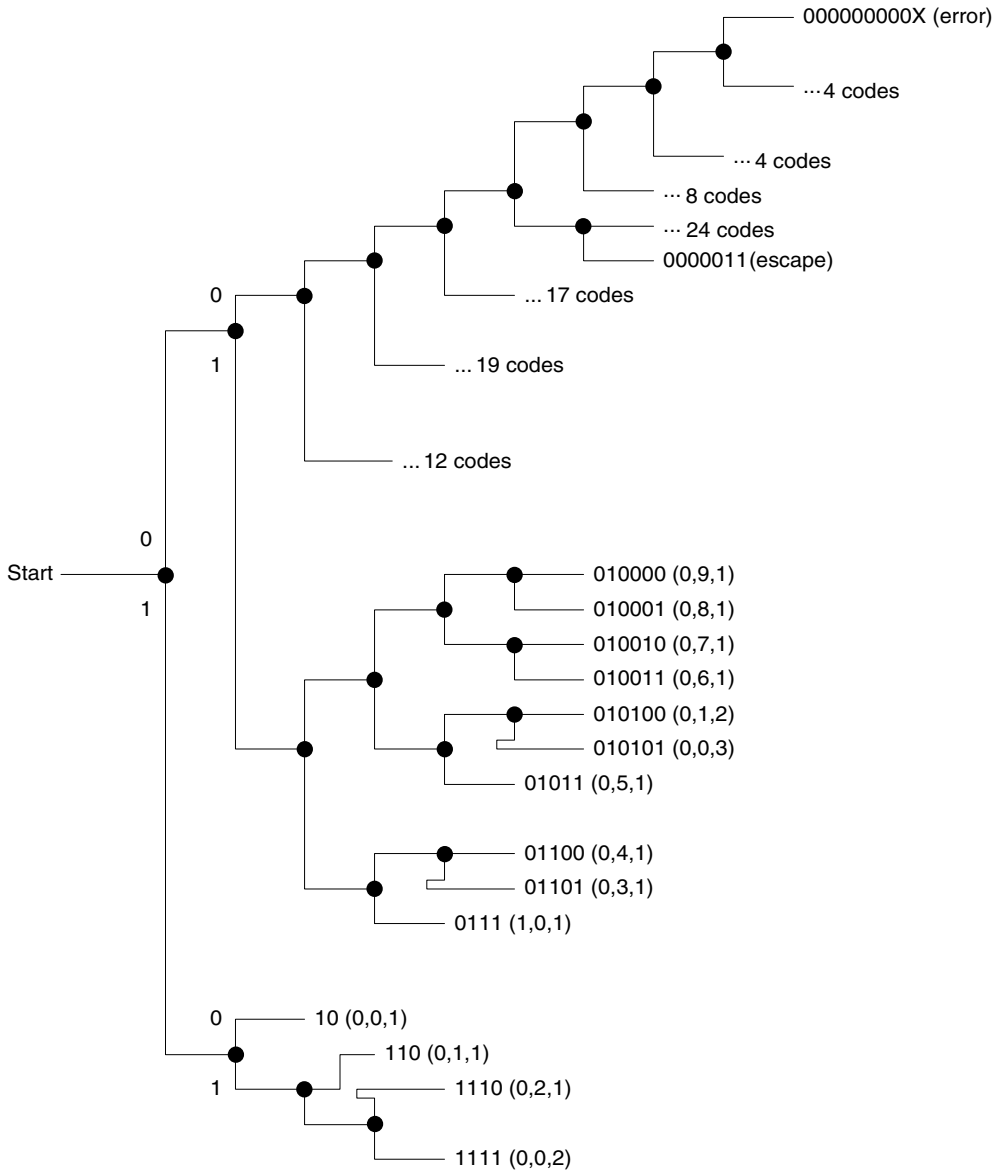 000000000X (error)
... 4 codes
... 4 codes
... 8 codes
... 24 codes
0000011 (escape)
0
... 17 codes
1
... 19 codes
... 12 codes
0
Start
1
010000 (0,9,1)
010001 (0,8,1)
010010 (0,7,1)
010011 (0,6,1)
010100 (0,1,2)
010101 (0,0,3)
01011 (0,5,1)
01100 (0,4,1)
01101 (0,3,1)
0111 (1,0,1)
0
10 (0,0,1)
110 (0,1,1)
1
1110 (0,2,1)
1111 (0,0,2)